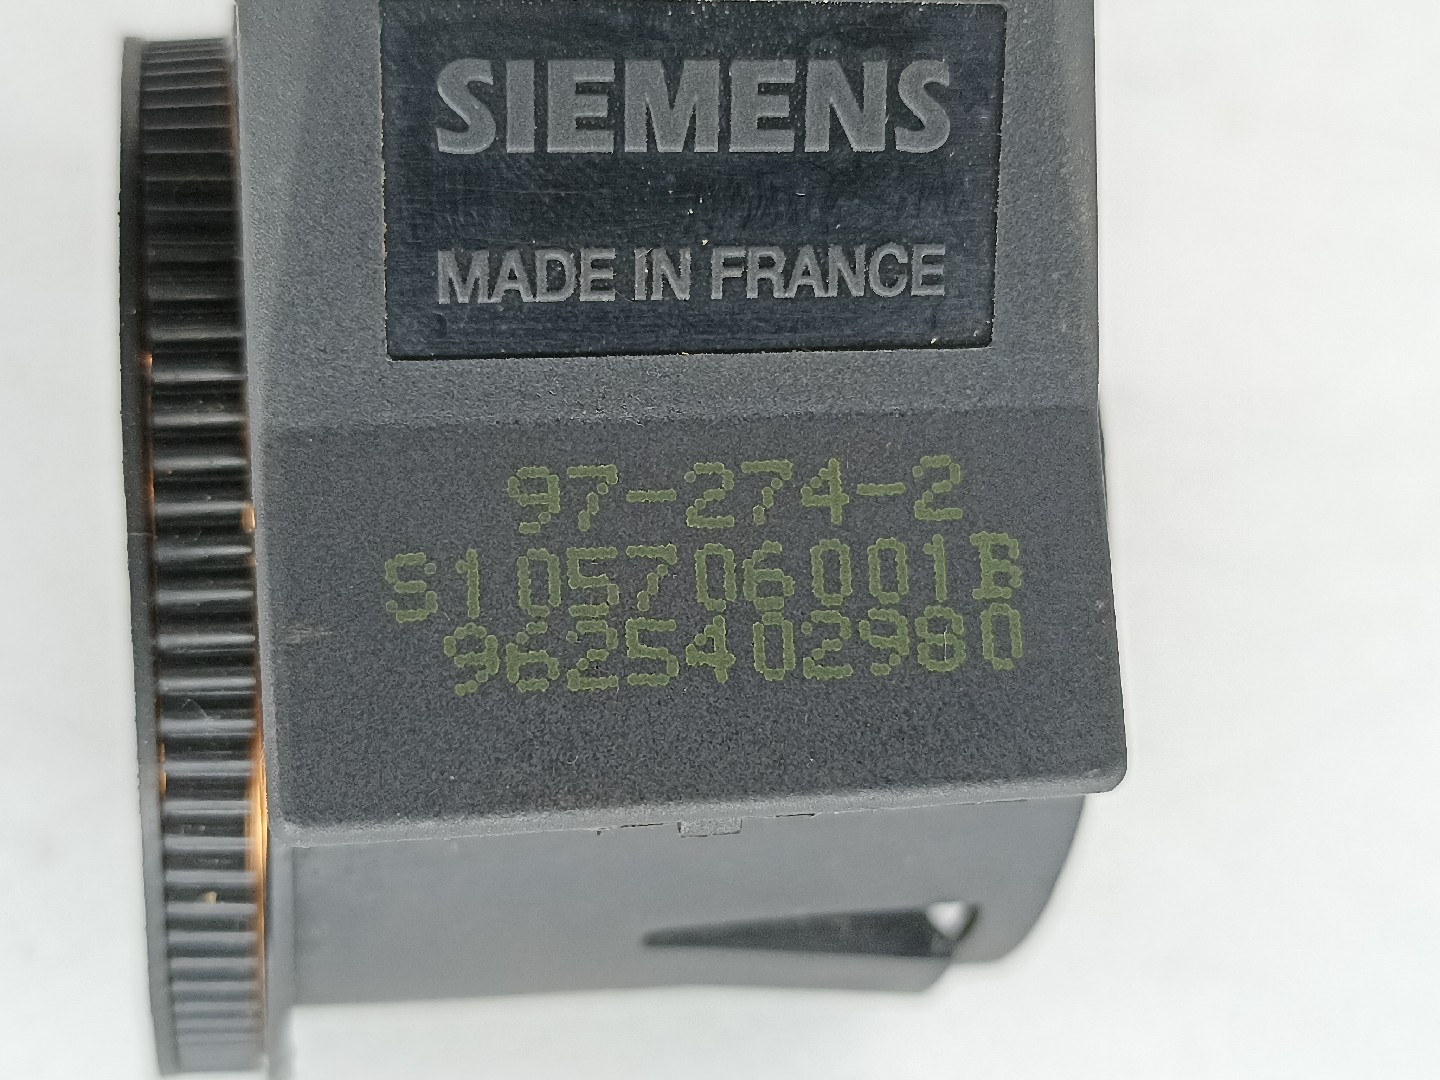 SIEMENS
MADE IN FRANCE
97-274-2
S105706001B
9625402980